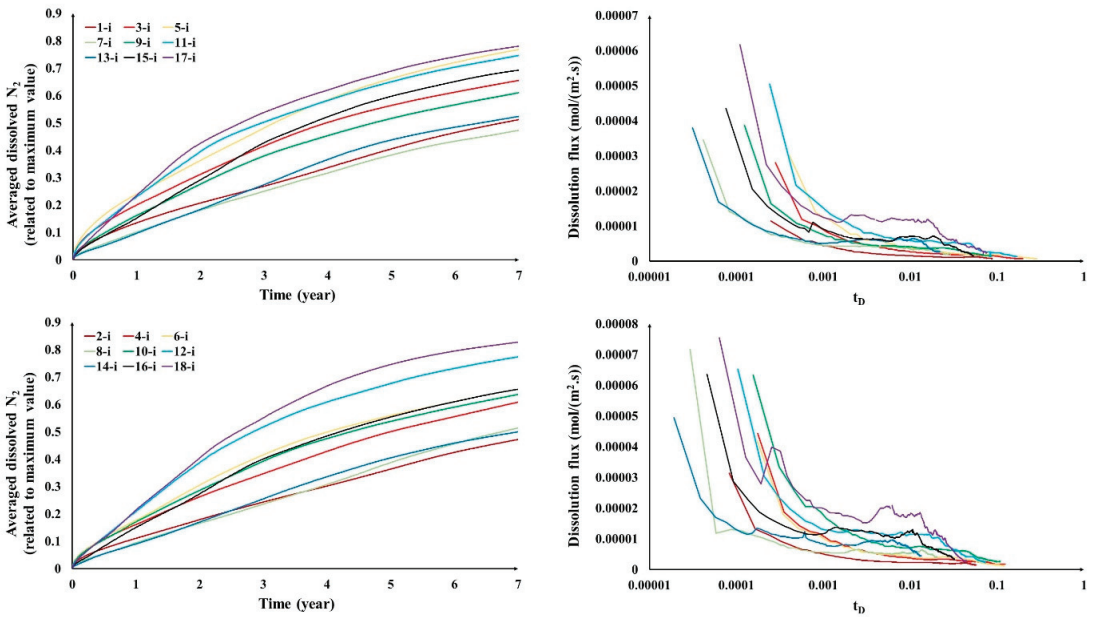 Averaged dissolved N₂
(related to maximum value)
0.9
0.8
0.7
0.6
0.5
0.4
0.3
0.2
0.1
0
1-i 3-i 5-i
7-i 9-i 11-i
13-i 15-i 17-i
0 1 2 3 4 5 6 7
Time (year)
Dissolution flux (mol/(m².s))
0.00007
0.00006
0.00005
0.00004
0.00003
0.00002
0.00001
0
0.00001 0.0001 0.001 0.01 0.1 1
t_D
Averaged dissolved N₂
(related to maximum value)
0.9
0.8
0.7
0.6
0.5
0.4
0.3
0.2
0.1
0
2-i 4-i 6-i
8-i 10-i 12-i
14-i 16-i 18-i
0 1 2 3 4 5 6 7
Time (year)
Dissolution flux (mol/(m².s))
0.00008
0.00007
0.00006
0.00005
0.00004
0.00003
0.00002
0.00001
0
0.00001 0.0001 0.001 0.01 0.1 1
t_D